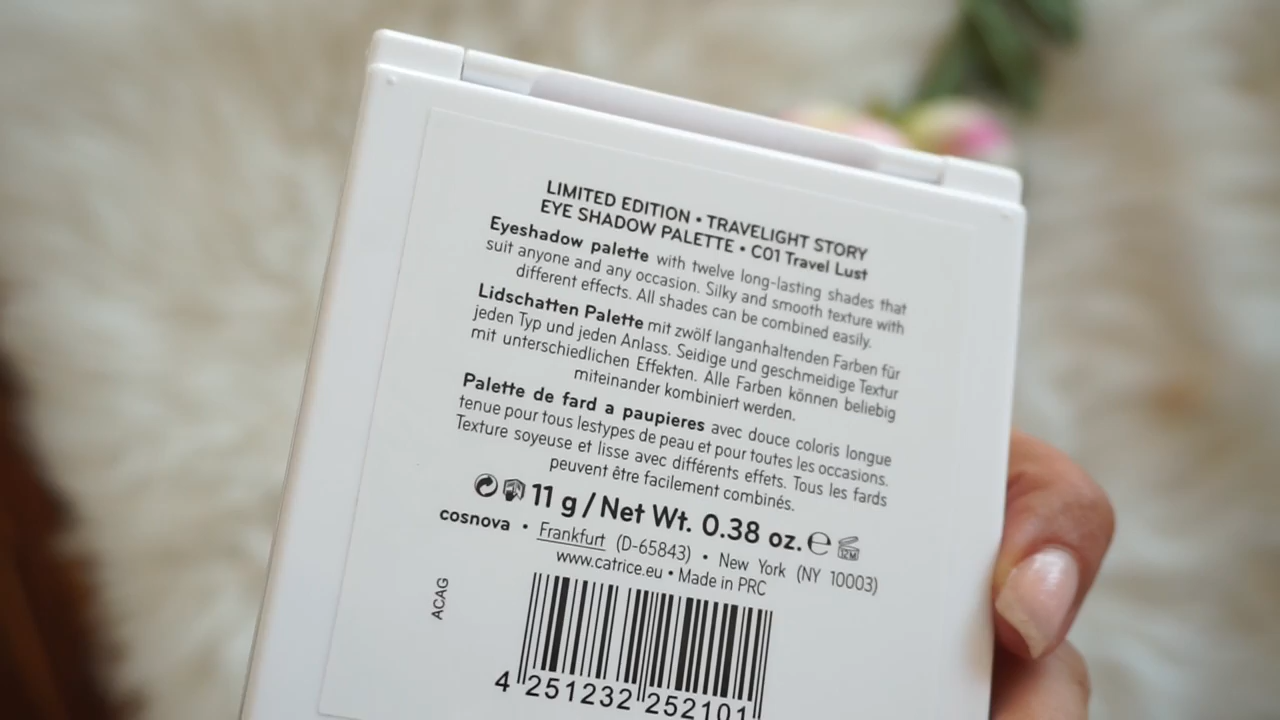 LIMITED EDITION • TRAVELIGHT STORY
EYE SHADOW PALETTE • C01 Travel Lust
Eyeshadow palette with twelve long-lasting shades that
suit anyone and any occasion. Silky and smooth texture with
different effects. All shades can be combined easily.
Lidschatten Palette mit zwölf langanhaltenden Farben für
jeden Typ und jeden Anlass. Seidige und geschmeidige Textur
mit unterschiedlichen Effekten. Alle Farben können beliebig
miteinander kombiniert werden.
Palette de fard a paupieres avec douce coloris longue
tenue pour tous lestypes de peau et pour toutes les occasions.
Texture soyeuse et lisse avec différents effets. Tous les fards
peuvent être facilement combinés.
11 g / Net Wt. 0.38 oz. ℮ 12M
cosnova • Frankfurt (D-65843) • New York (NY 10003)
www.catrice.eu • Made in PRC
ACAG
4 251232 252101